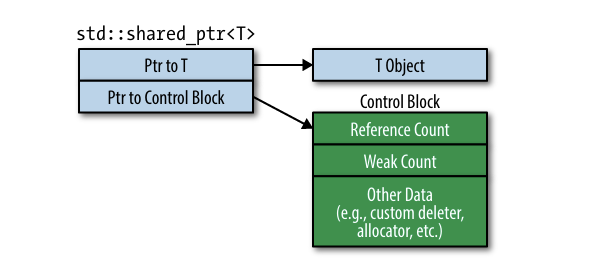 std::shared_ptr<T>
Ptr to T
T Object
Ptr to Control Block
Control Block
Reference Count
Weak Count
Other Data
(e.g., custom deleter,
allocator, etc.)